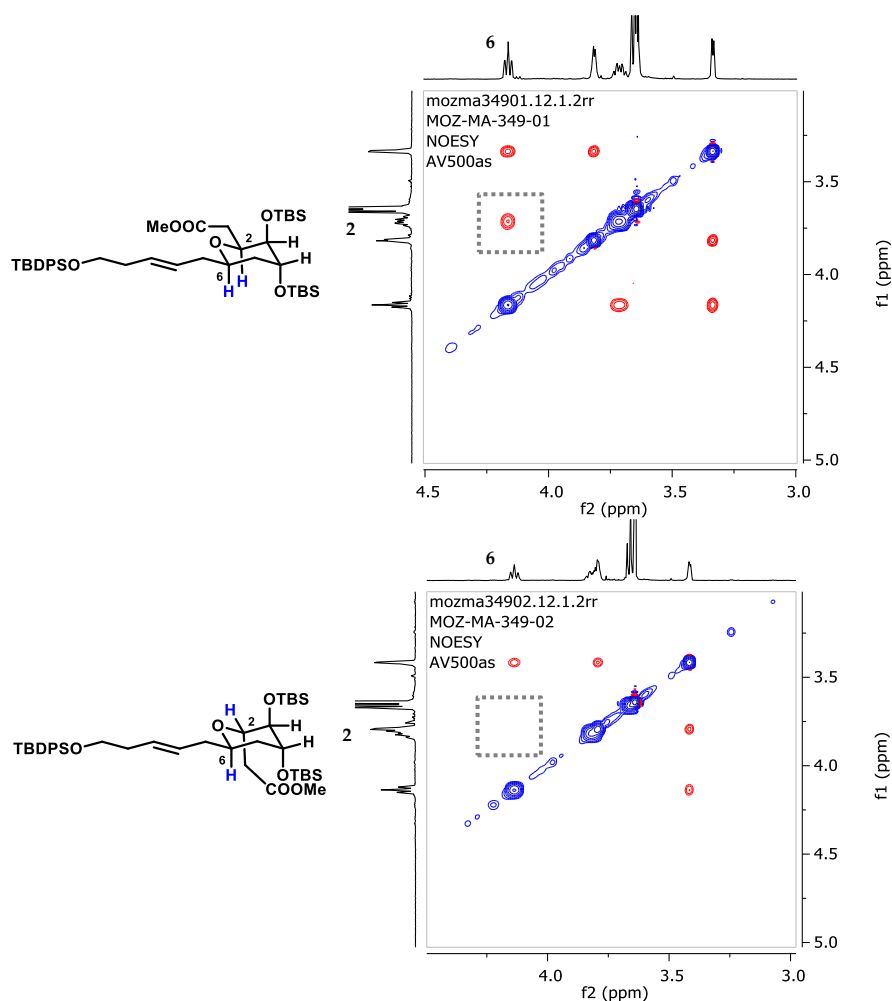 6
mozma34901.12.1.2rr
MOZ-MA-349-01
NOESY
AV500as
3.5
4.0
4.5
5.0
f1 (ppm)
2
4.5 4.0 3.5 3.0
f2 (ppm)
MeOOC
OTBS
2
O
H
TBDPSO
6
H
H
H
OTBS
6
mozma34902.12.1.2rr
MOZ-MA-349-02
NOESY
AV500as
3.5
4.0
4.5
5.0
f1 (ppm)
2
4.0 3.5 3.0
f2 (ppm)
H
OTBS
2
O
H
TBDPSO
H
6
H
OTBS
H
COOMe